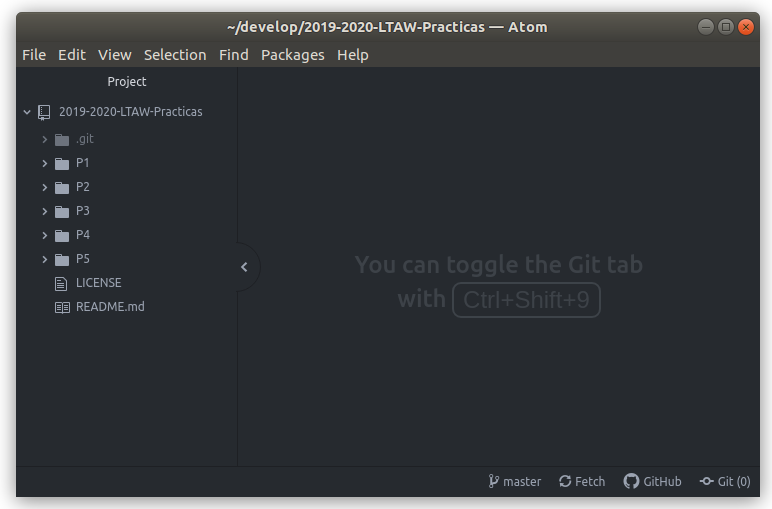 ~/develop/2019-2020-LTAW-Practicas — Atom
File Edit View Selection Find Packages Help
Project
2019-2020-LTAW-Practicas
.git
P1
P2
P3
P4
P5
LICENSE
README.md
You can toggle the Git tab
with Ctrl+Shift+9
master Fetch GitHub Git (0)